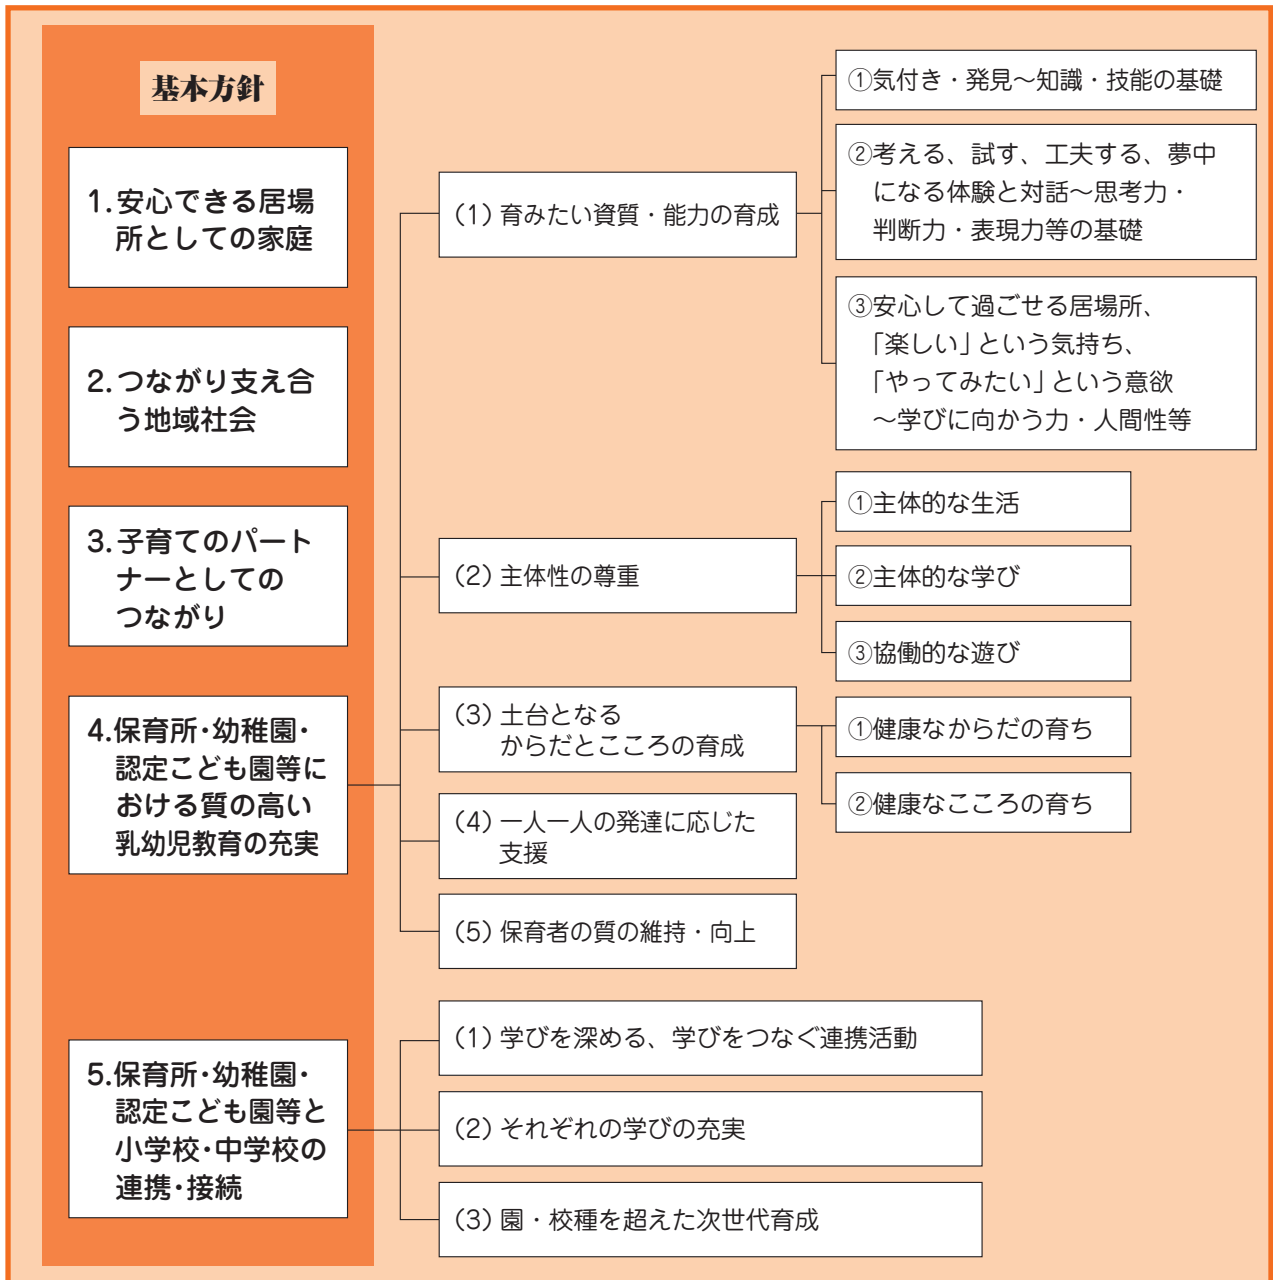 基本方針
1.安心できる居場
所としての家庭
2.つながり支え合
う地域社会
3.子育てのパート
ナーとしての
つながり
4.保育所・幼稚園・
認定こども園等に
おける質の高い
乳幼児教育の充実
(1)育みたい資質・能力の育成
①気付き・発見～知識・技能の基礎
②考える、試す、工夫する、夢中
になる体験と対話～思考力・
判断力・表現力等の基礎
③安心して過ごせる居場所、
「楽しい」という気持ち、
「やってみたい」という意欲
～学びに向かう力・人間性等
(2)主体性の尊重
①主体的な生活
②主体的な学び
③協働的な遊び
(3)土台となる
からだとこころの育成
①健康なからだの育ち
②健康なこころの育ち
(4)一人一人の発達に応じた
支援
(5)保育者の質の維持・向上
5.保育所・幼稚園・
認定こども園等と
小学校・中学校の
連携・接続
(1)学びを深める、学びをつなぐ連携活動
(2)それぞれの学びの充実
(3)園・校種を超えた次世代育成